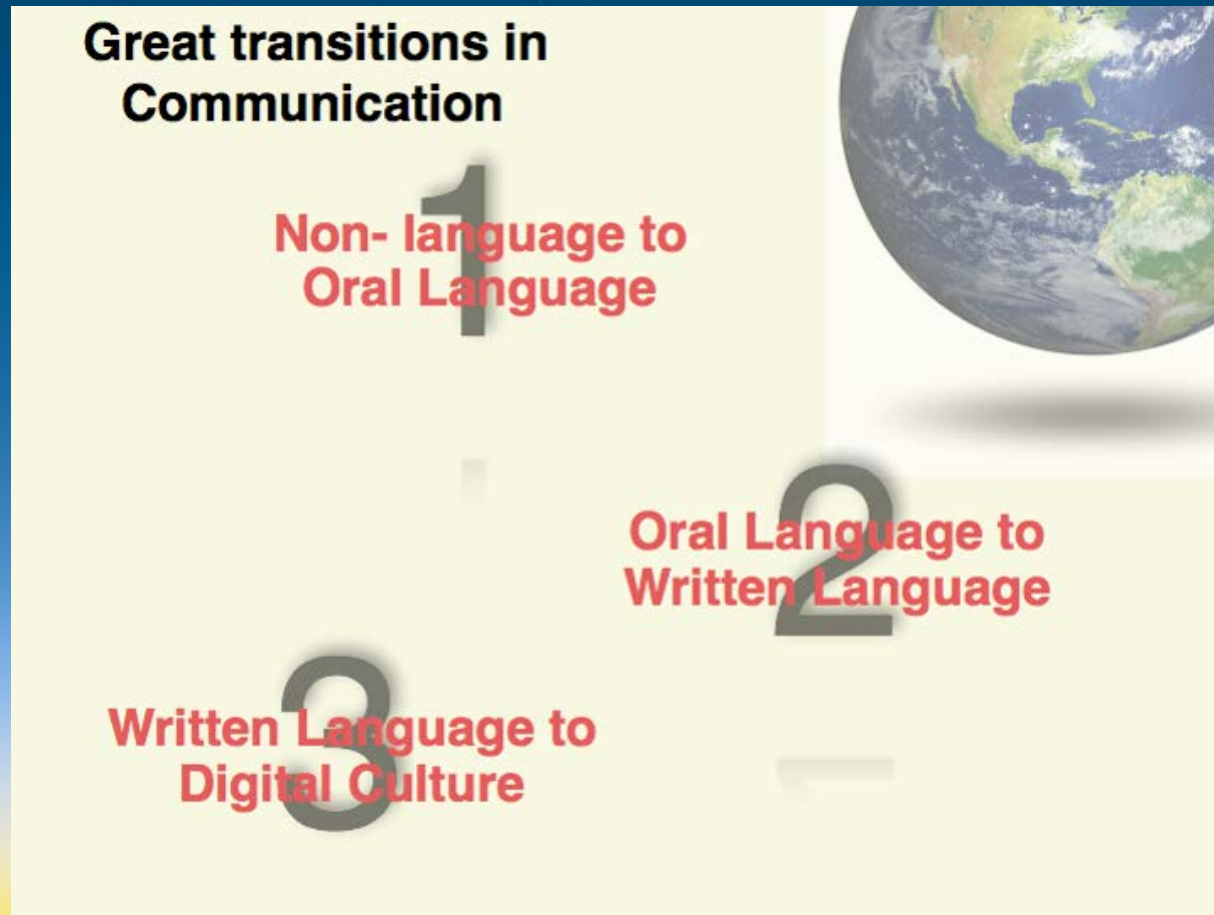 Great transitions in
Communication
1
Non- language to
Oral Language
2
Oral Language to
Written Language
3
Written Language to
Digital Culture